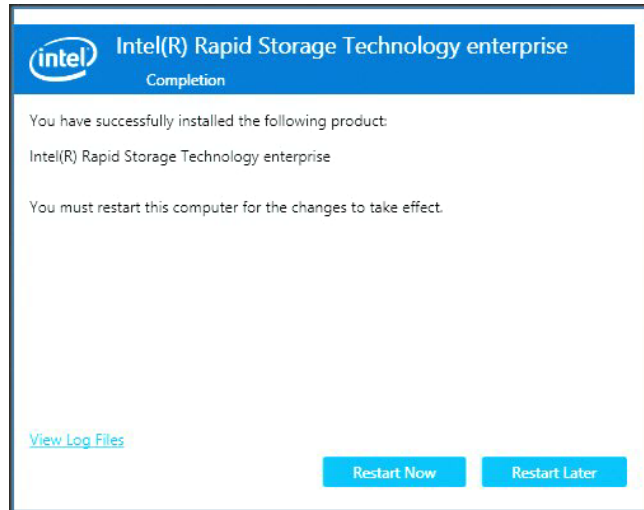 intel
Intel(R) Rapid Storage Technology enterprise
Completion
You have successfully installed the following product:
Intel(R) Rapid Storage Technology enterprise
You must restart this computer for the changes to take effect.
View Log Files
Restart Now
Restart Later